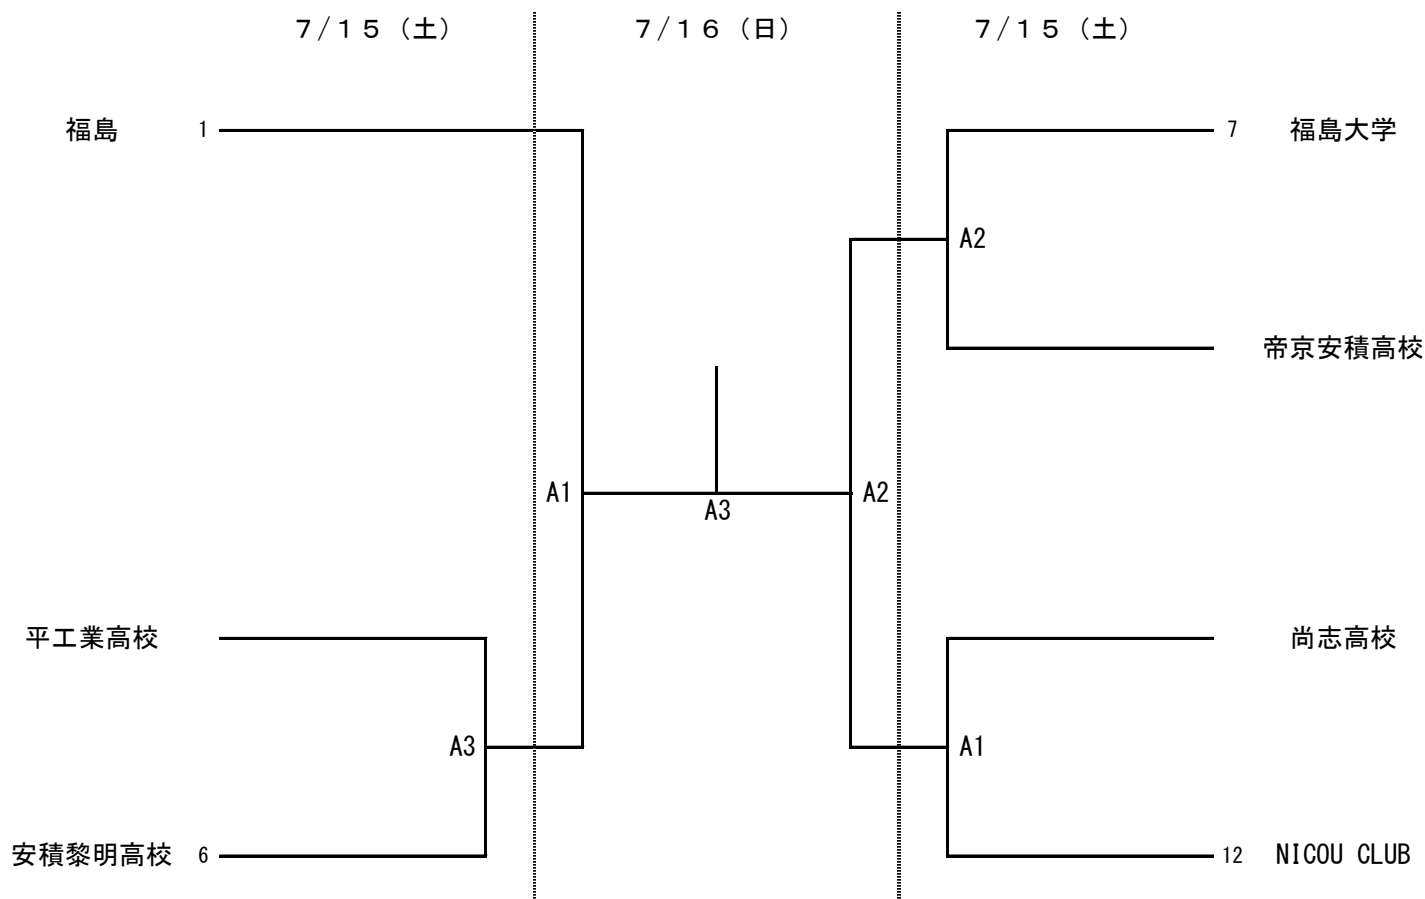 ７/１５（土）
７/１６（日）
７/１５（土）
福島 1
7 福島大学
A2
帝京安積高校
A1
A2
A3
平工業高校
尚志高校
A3
A1
安積黎明高校 6
12 NICOU CLUB